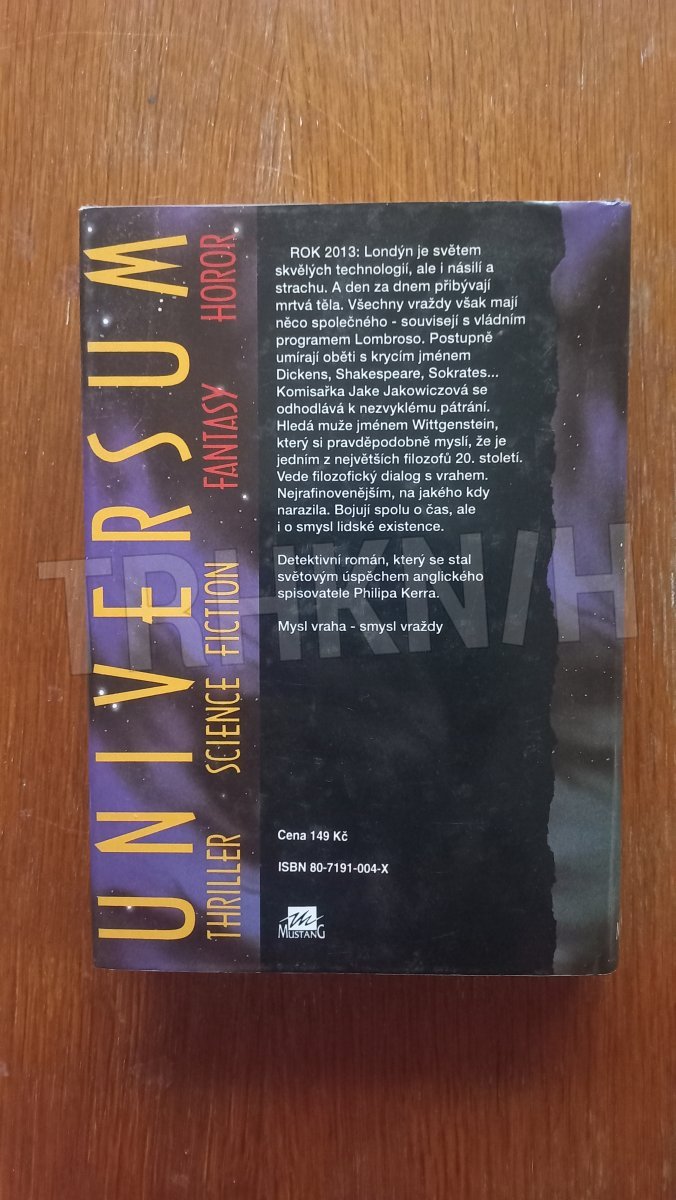 UNIVERSUM
THRILLER SCIENCE FICTION FANTASY HOROR
ROK 2013: Londýn je světem
skvělých technologií, ale i násilí a
strachu. A den za dnem přibývají
mrtvá těla. Všechny vraždy však mají
něco společného - souvisejí s vládním
programem Lombroso. Postupně
umírají oběti s krycím jménem
Dickens, Shakespeare, Sokrates...
Komisařka Jake Jakowiczová se
odhodlává k nezvyklému pátrání.
Hledá muže jménem Wittgenstein,
který si pravděpodobně myslí, že je
jedním z největších filozofů 20. století.
Vede filozofický dialog s vrahem.
Nejrafinovenějším, na jakého kdy
narazila. Bojují spolu o čas, ale
i o smysl lidské existence.
Detektivní román, který se stal
světovým úspěchem anglického
spisovatele Philipa Kerra.
Mysl vraha - smysl vraždy
Cena 149 Kč
ISBN 80-7191-004-X
MUSTANG
TRHKNIH